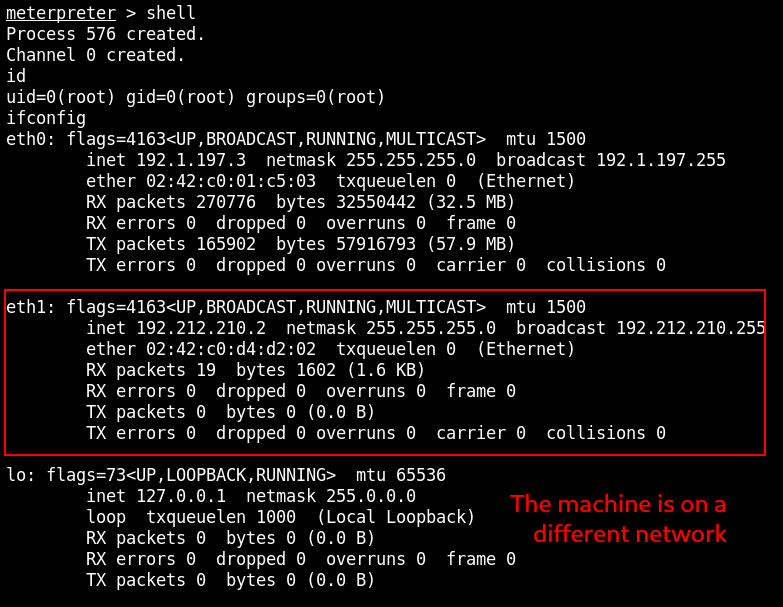 meterpreter > shell
Process 576 created.
Channel 0 created.
id
uid=0(root) gid=0(root) groups=0(root)
ifconfig
eth0: flags=4163<UP,BROADCAST,RUNNING,MULTICAST>  mtu 1500
        inet 192.1.197.3  netmask 255.255.255.0  broadcast 192.1.197.255
        ether 02:42:c0:01:c5:03  txqueuelen 0  (Ethernet)
        RX packets 270776  bytes 32550442 (32.5 MB)
        RX errors 0  dropped 0  overruns 0  frame 0
        TX packets 165902  bytes 57916793 (57.9 MB)
        TX errors 0  dropped 0 overruns 0  carrier 0  collisions 0
eth1: flags=4163<UP,BROADCAST,RUNNING,MULTICAST>  mtu 1500
        inet 192.212.210.2  netmask 255.255.255.0  broadcast 192.212.210.255
        ether 02:42:c0:d4:d2:02  txqueuelen 0  (Ethernet)
        RX packets 19  bytes 1602 (1.6 KB)
        RX errors 0  dropped 0  overruns 0  frame 0
        TX packets 0  bytes 0 (0.0 B)
        TX errors 0  dropped 0 overruns 0  carrier 0  collisions 0
lo: flags=73<UP,LOOPBACK,RUNNING>  mtu 65536
        inet 127.0.0.1  netmask 255.0.0.0
        loop  txqueuelen 1000  (Local Loopback)
        RX packets 0  bytes 0 (0.0 B)
        RX errors 0  dropped 0  overruns 0  frame 0
        TX packets 0  bytes 0 (0.0 B)
The machine is on a
different network